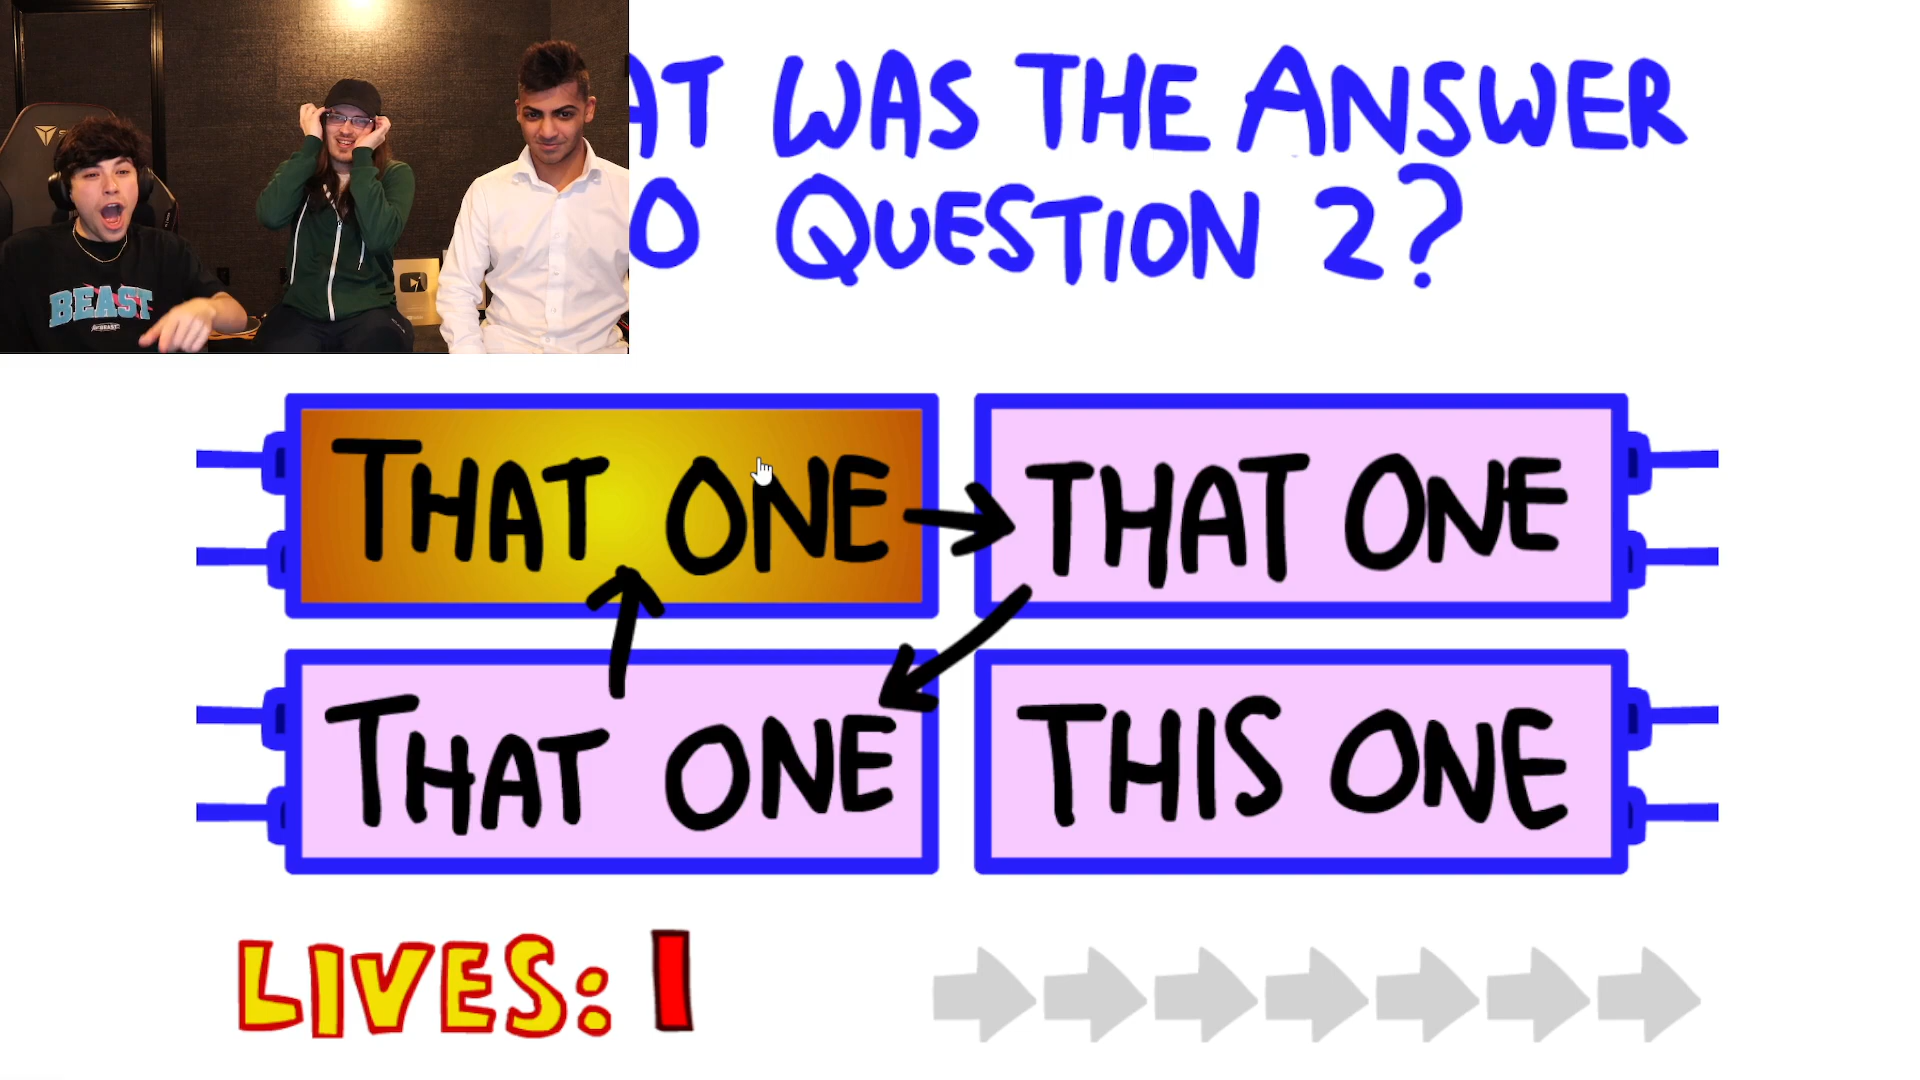 AT WAS THE ANSWER
O QUESTION 2?
BEAST
THAT ONE
THAT ONE
THAT ONE
THIS ONE
LIVES: 1